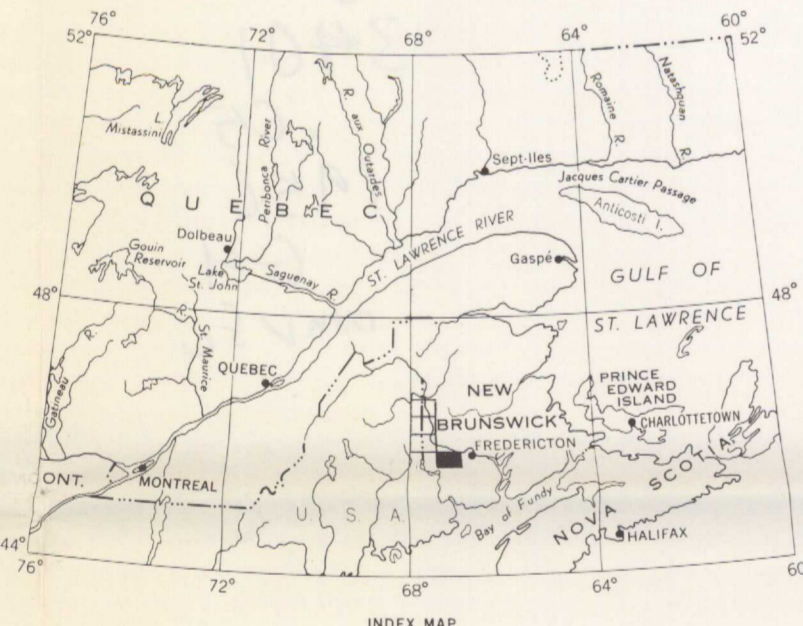 76° 72° 68° 64° 60°
52° 52°
L.
Mistassini
Peribonca River
R. aux Outardes
Romaine R.
Natashquan R.
Sept-Iles
Jacques Cartier Passage
Anticosti I.
QUEBEC
Dolbeau
Gouin
Reservoir
Lake
St. John
Saguenay R.
ST. LAWRENCE RIVER
Gaspé
GULF OF
ST. LAWRENCE
48° 48°
R.
Gatineau R.
St. Maurice
QUEBEC
NEW
BRUNSWICK
PRINCE
EDWARD
ISLAND
CHARLOTTETOWN
FREDERICTON
ONT.
MONTREAL
U. S. A.
Bay of Fundy
NOVA SCOTIA
HALIFAX
44°
76° 72° 68° 64° 60
INDEX MAP